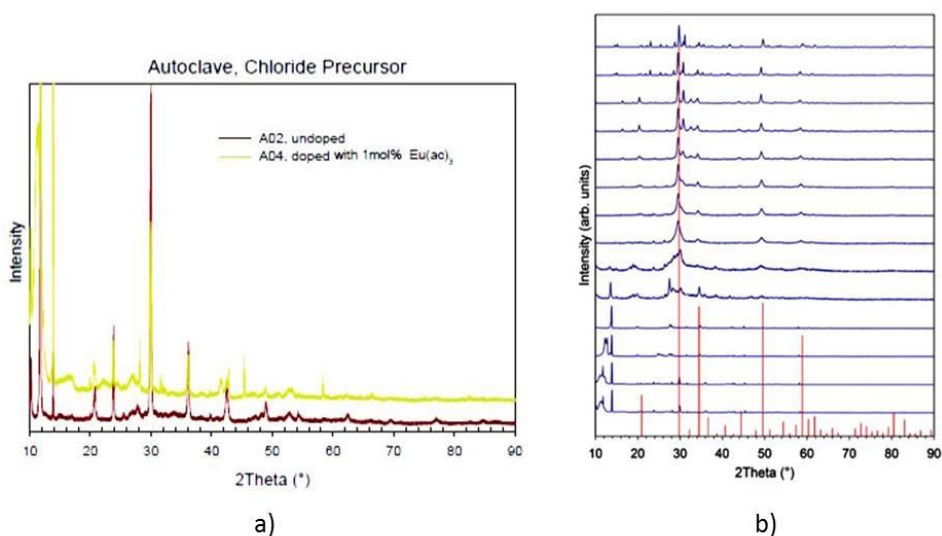 Autoclave, Chloride Precursor
A02, undoped
A04, doped with 1mol% Eu(ac)₃
Intensity
10 20 30 40 50 60 70 80 90
2Theta (°)
a)
Intensity (arb. units)
10 20 30 40 50 60 70 80 90
2Theta (°)
b)